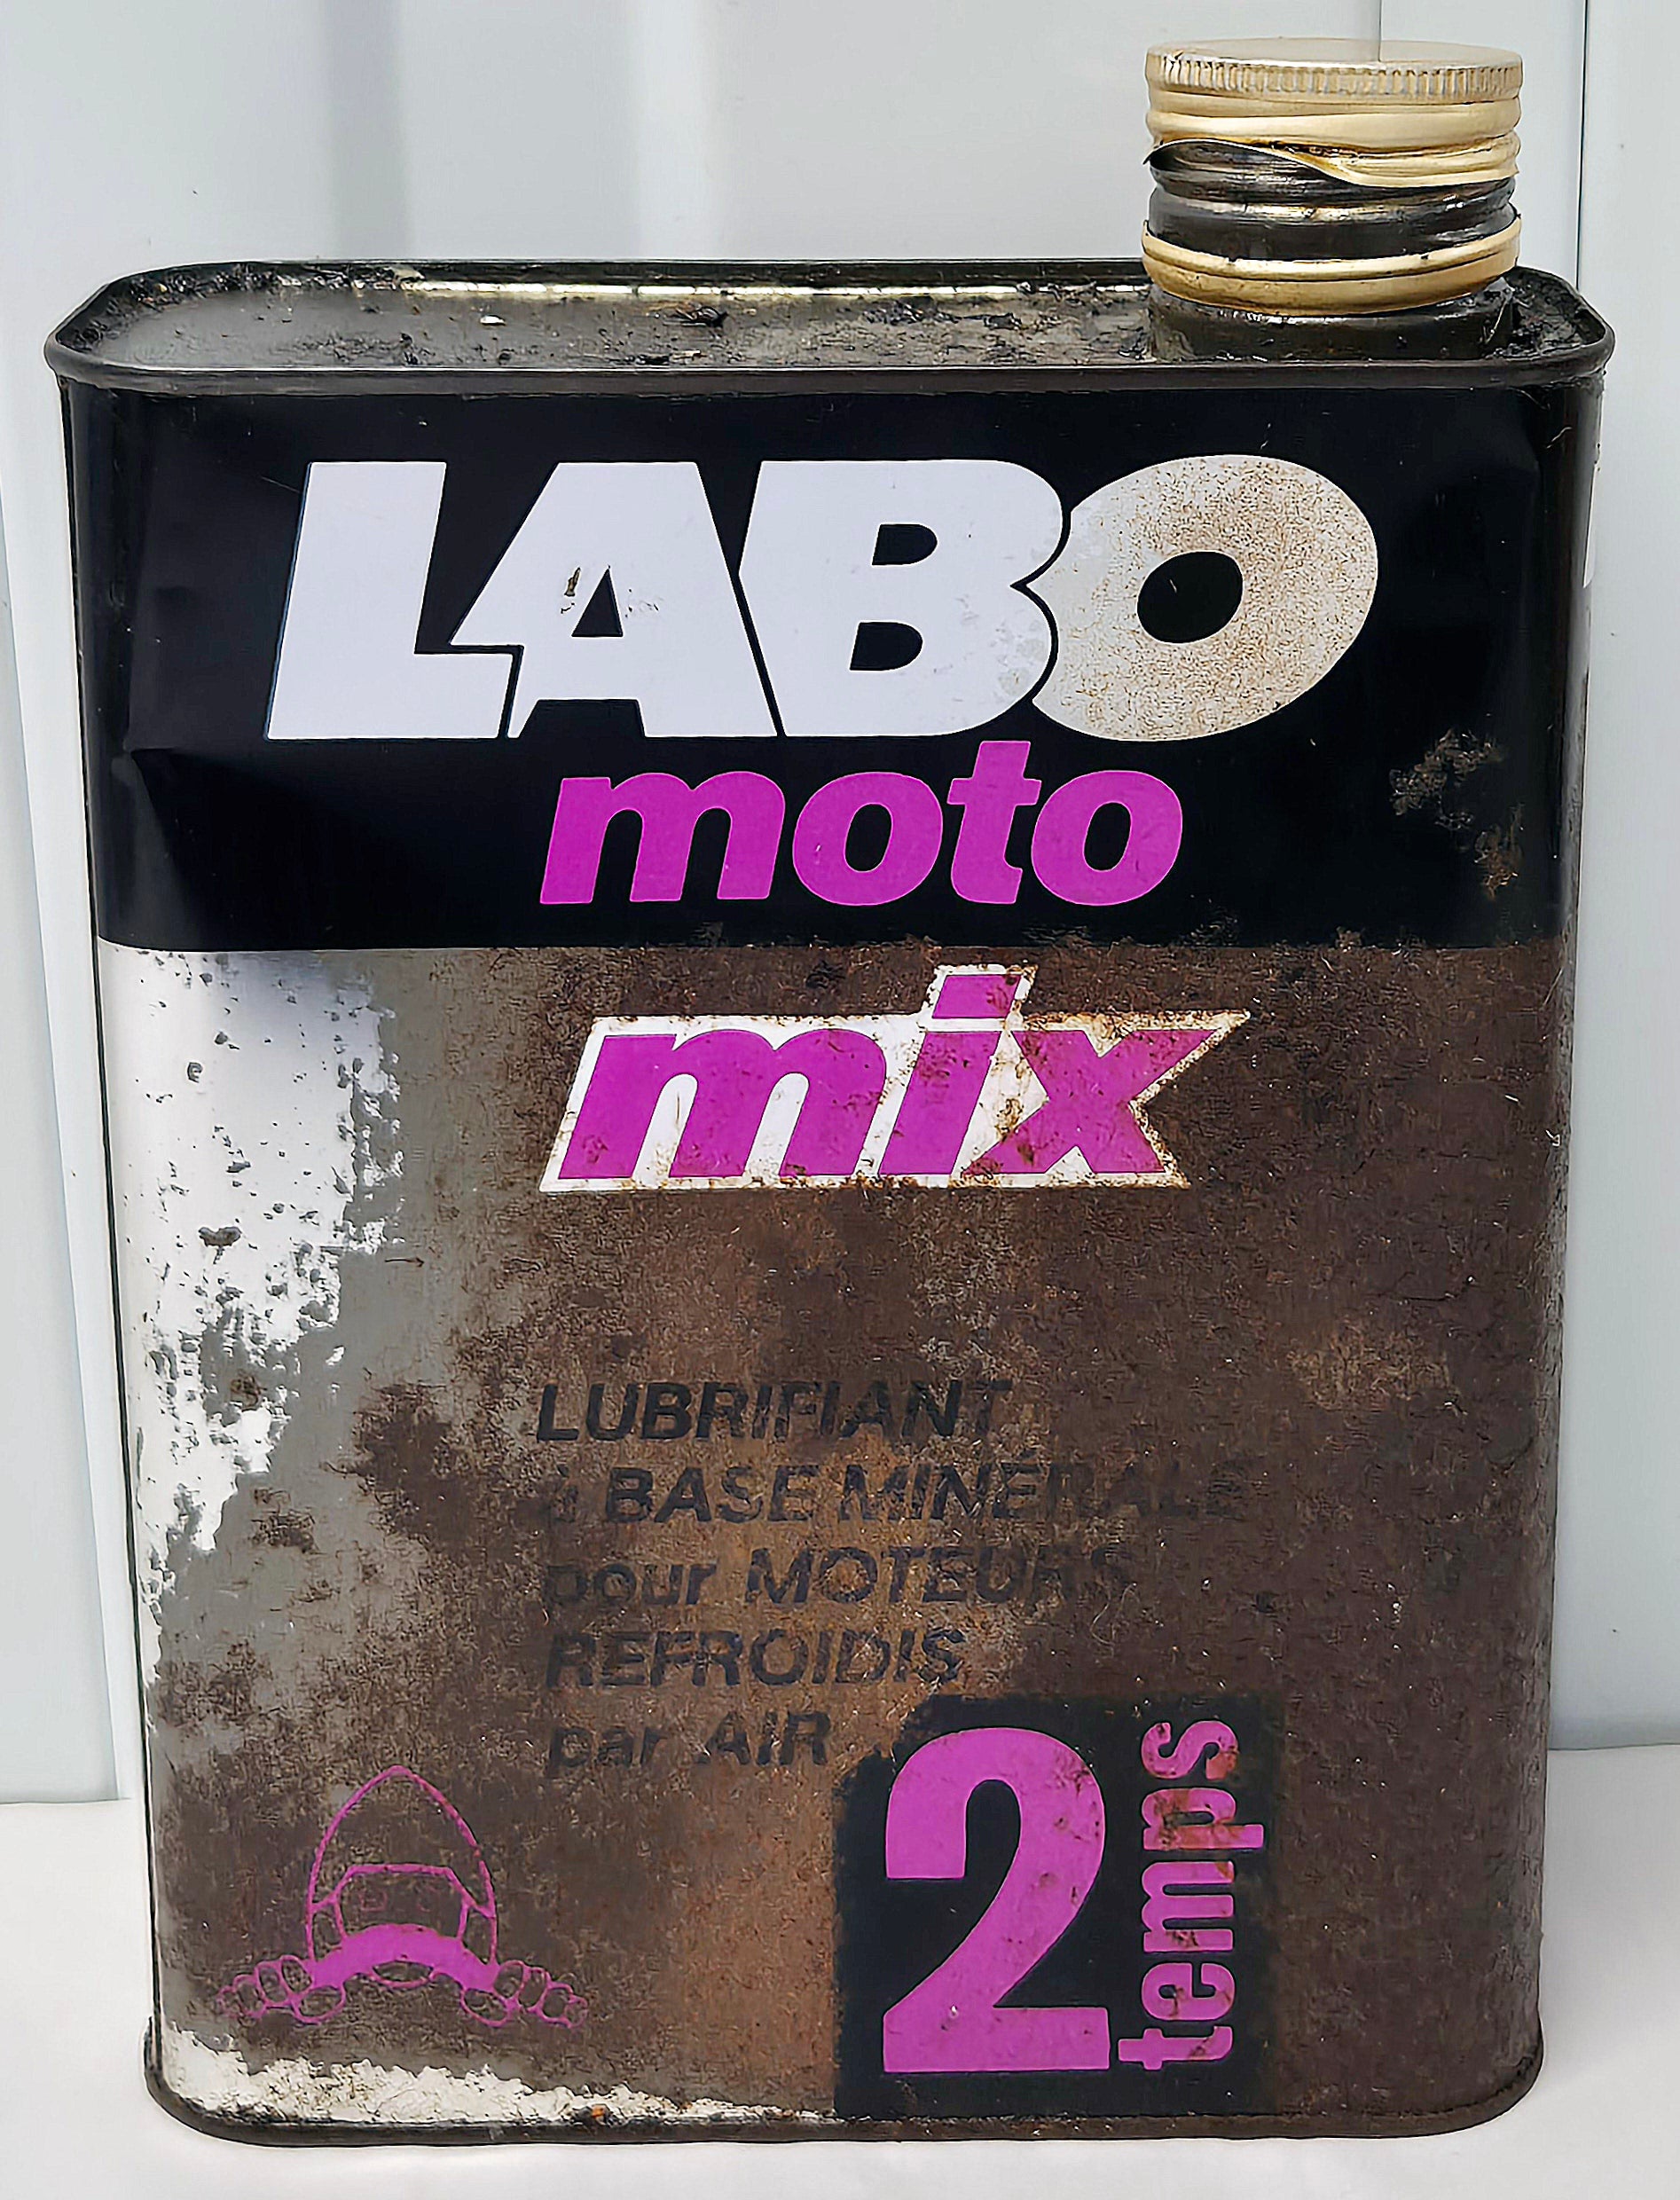 LABO
moto
mix
LUBRIFIANT
à BASE MINÉRALE
pour MOTEURS
REFROIDIS
par AIR
2
temps